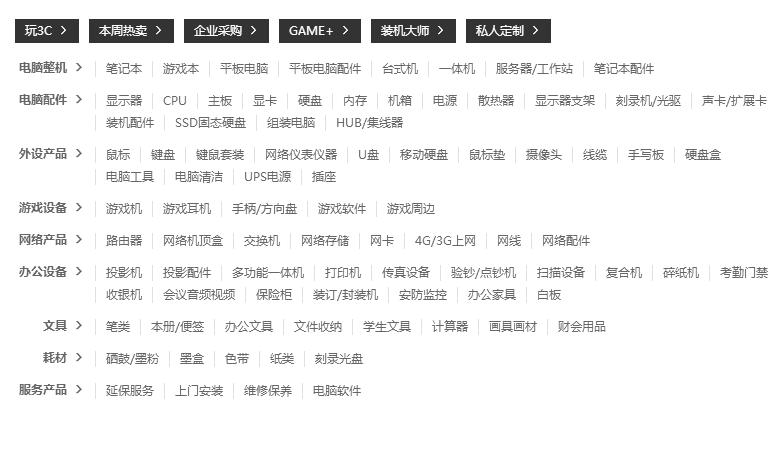 玩3C > 本周热卖 > 企业采购 > GAME+ > 装机大师 > 私人定制 >
电脑整机 > 笔记本 游戏本 平板电脑 平板电脑配件 台式机 一体机 服务器/工作站 笔记本配件
电脑配件 > 显示器 CPU 主板 显卡 硬盘 内存 机箱 电源 散热器 显示器支架 刻录机/光驱 声卡/扩展卡
装机配件 SSD固态硬盘 组装电脑 HUB/集线器
外设产品 > 鼠标 键盘 键鼠套装 网络仪表仪器 U盘 移动硬盘 鼠标垫 摄像头 线缆 手写板 硬盘盒
电脑工具 电脑清洁 UPS电源 插座
游戏设备 > 游戏机 游戏耳机 手柄/方向盘 游戏软件 游戏周边
网络产品 > 路由器 网络机顶盒 交换机 网络存储 网卡 4G/3G上网 网线 网络配件
办公设备 > 投影机 投影配件 多功能一体机 打印机 传真设备 验钞/点钞机 扫描设备 复合机 碎纸机 考勤门禁
收银机 会议音频视频 保险柜 装订/封装机 安防监控 办公家具 白板
文具 > 笔类 本册/便签 办公文具 文件收纳 学生文具 计算器 画具画材 财会用品
耗材 > 硒鼓/墨粉 墨盒 色带 纸类 刻录光盘
服务产品 > 延保服务 上门安装 维修保养 电脑软件